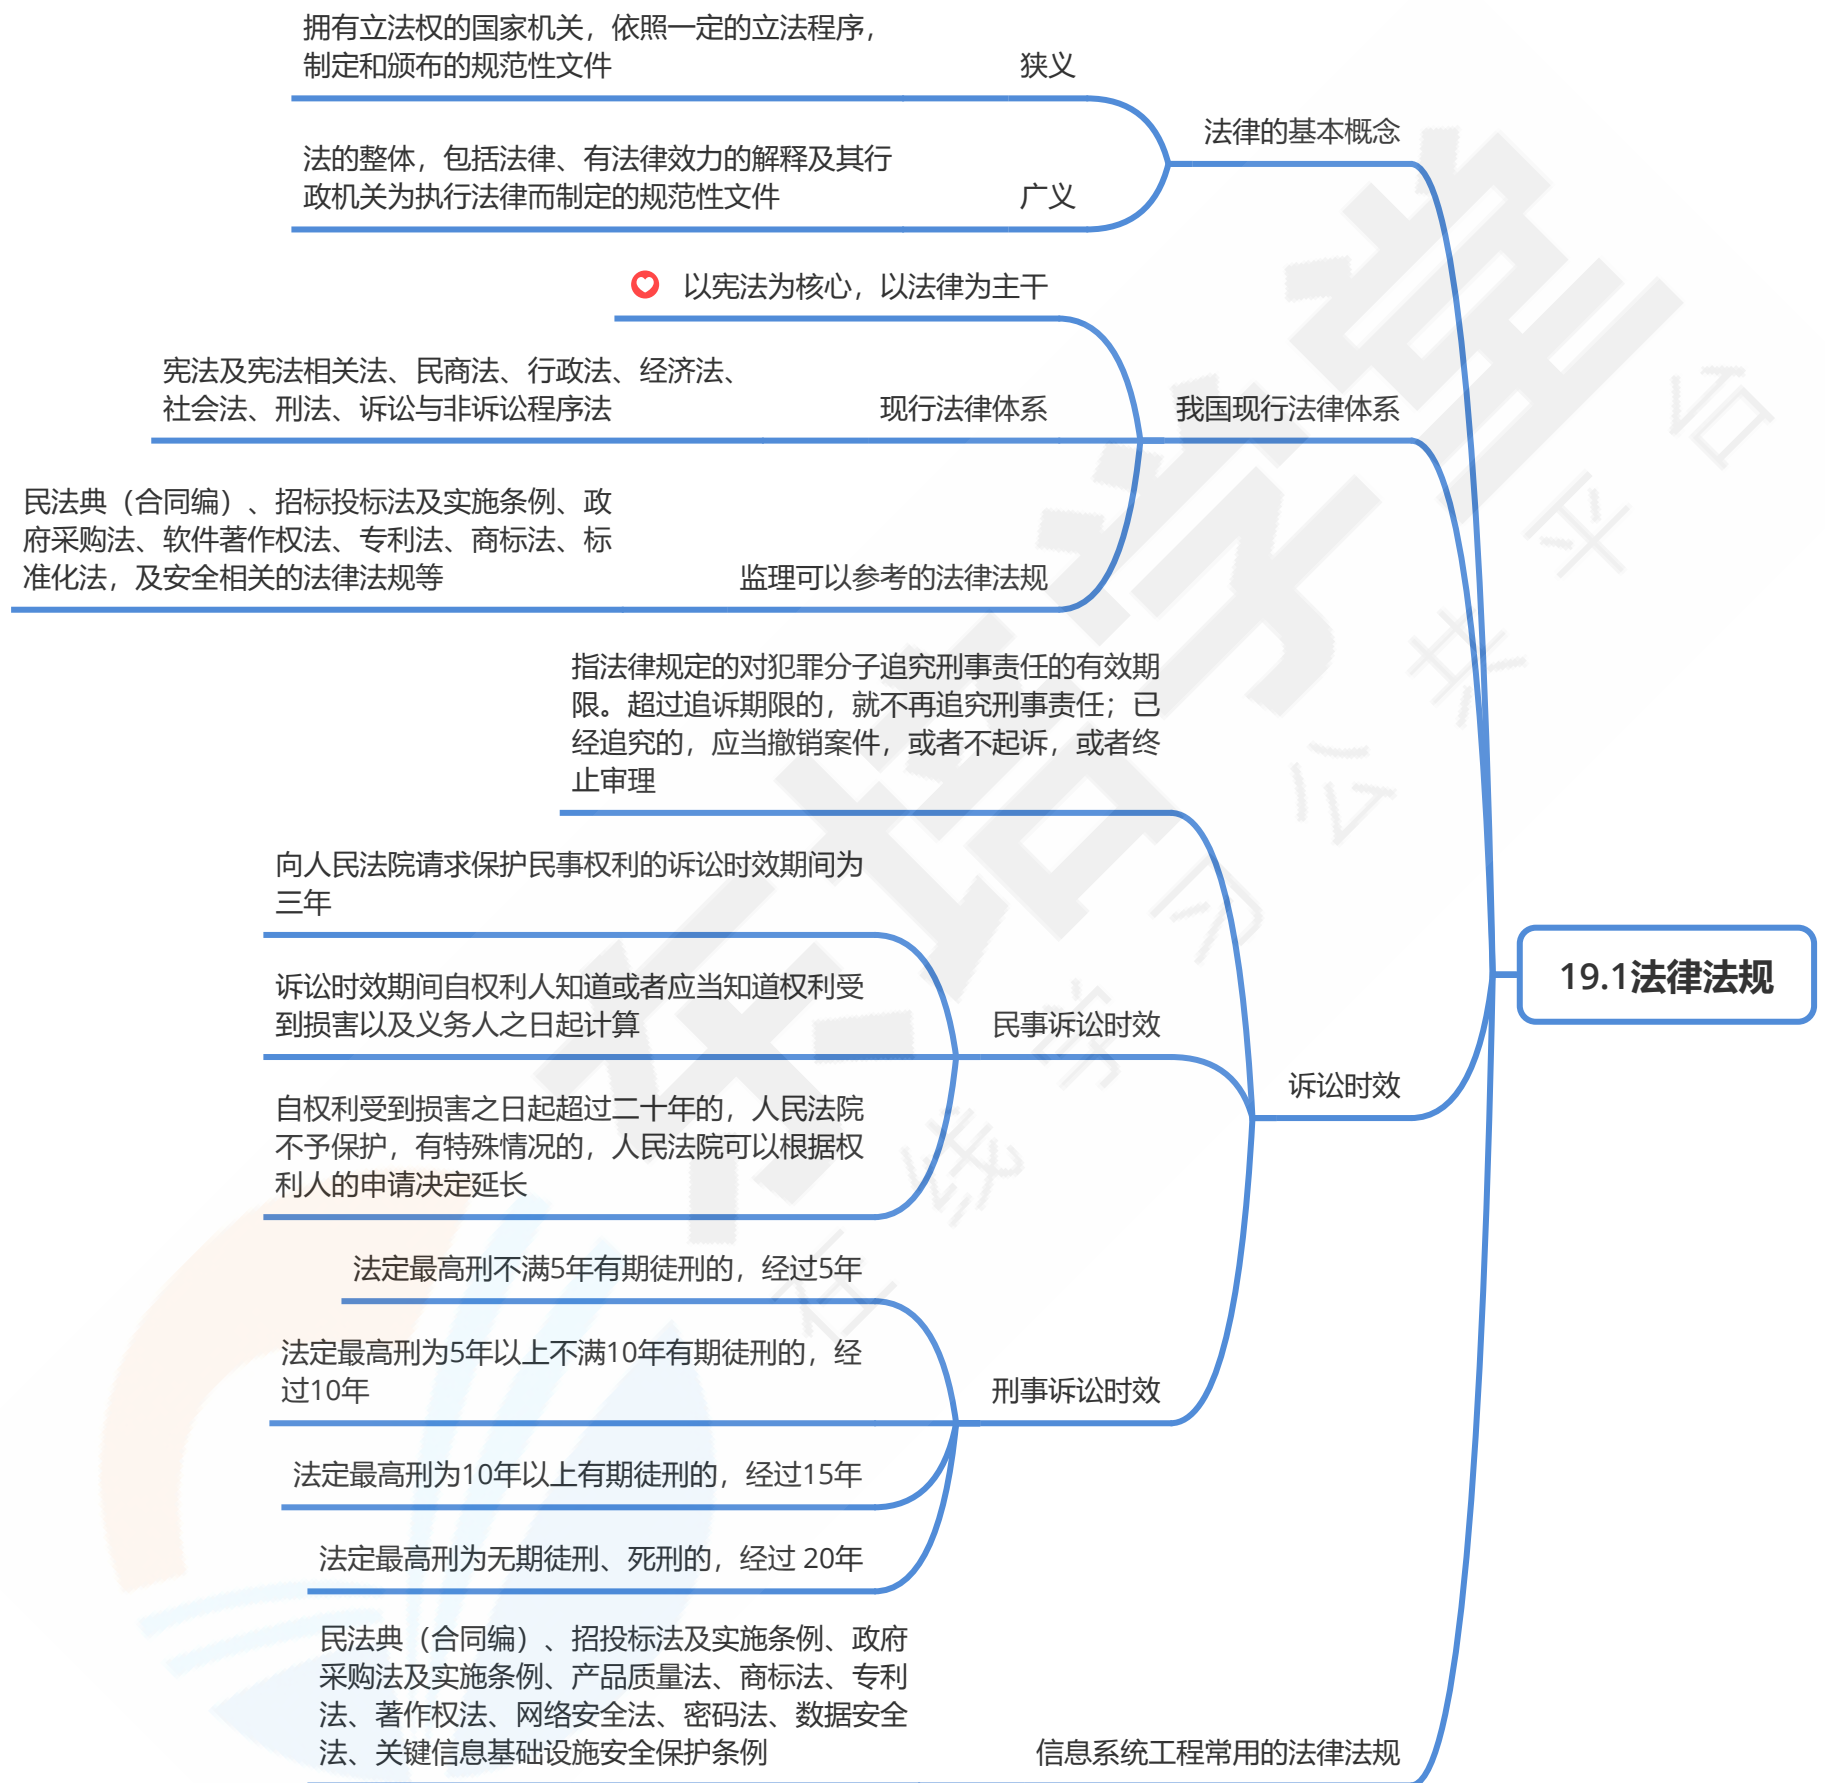 拥有立法权的国家机关，依照一定的立法程序，
制定和颁布的规范性文件
狭义
法律的基本概念
法的整体，包括法律、有法律效力的解释及其行
政机关为执行法律而制定的规范性文件
广义
以宪法为核心，以法律为主干
宪法及宪法相关法、民商法、行政法、经济法、
社会法、刑法、诉讼与非诉讼程序法
现行法律体系
我国现行法律体系
民法典（合同编）、招标投标法及实施条例、政
府采购法、软件著作权法、专利法、商标法、标
准化法，及安全相关的法律法规等
监理可以参考的法律法规
指法律规定的对犯罪分子追究刑事责任的有效期
限。超过追诉期限的，就不再追究刑事责任；已
经追究的，应当撤销案件，或者不起诉，或者终
止审理
向人民法院请求保护民事权利的诉讼时效期间为
三年
诉讼时效期间自权利人知道或者应当知道权利受
到损害以及义务人之日起计算
民事诉讼时效
自权利受到损害之日起超过二十年的，人民法院
不予保护，有特殊情况的，人民法院可以根据权
利人的申请决定延长
诉讼时效
19.1法律法规
法定最高刑不满5年有期徒刑的，经过5年
法定最高刑为5年以上不满10年有期徒刑的，经
过10年
刑事诉讼时效
法定最高刑为10年以上有期徒刑的，经过15年
法定最高刑为无期徒刑、死刑的，经过 20年
民法典（合同编）、招投标法及实施条例、政府
采购法及实施条例、产品质量法、商标法、专利
法、著作权法、网络安全法、密码法、数据安全
法、关键信息基础设施安全保护条例
信息系统工程常用的法律法规
乐培学堂
在线学习公共平台